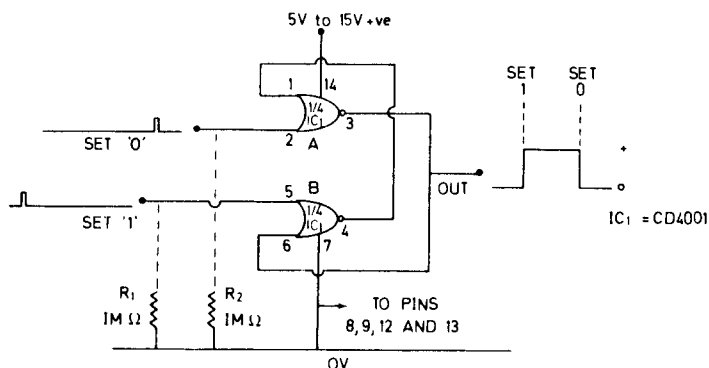 5V to 15V +ve
1
14
1/4
IC1
3
2
A
SET '0'
SET 1
SET 0
+
0
OUT
IC1 = CD4001
5
B
1/4
IC1
4
6
7
SET '1'
R1
1MΩ
R2
1MΩ
TO PINS
8, 9, 12 AND 13
0V